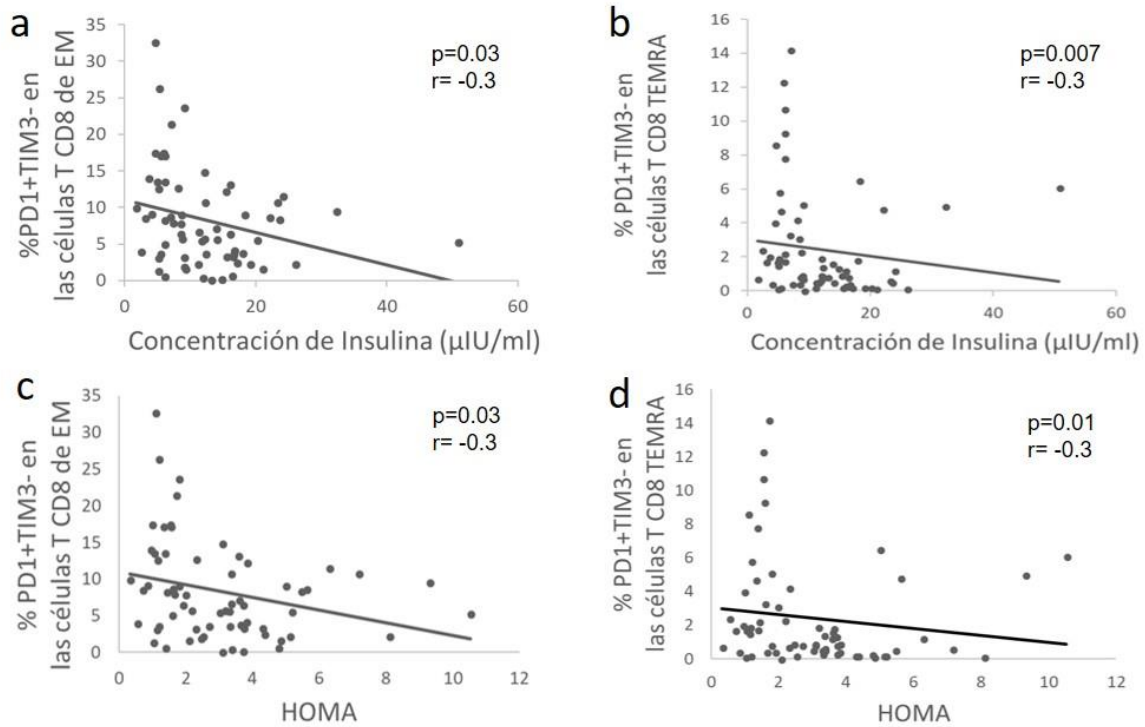 a
%PD1+TIM3- en
las células T CD8 de EM
35
30
25
20
15
10
5
0
p=0.03
r= -0.3
0 20 40 60
Concentración de Insulina (µIU/ml)
b
% PD1+TIM3- en
las células T CD8 TEMRA
16
14
12
10
8
6
4
2
0
p=0.007
r= -0.3
0 20 40 60
Concentración de Insulina (µIU/ml)
c
% PD1+TIM3- en
las células T CD8 de EM
35
30
25
20
15
10
5
0
p=0.03
r= -0.3
0 2 4 6 8 10 12
HOMA
d
% PD1+TIM3- en
las células T CD8 TEMRA
16
14
12
10
8
6
4
2
0
p=0.01
r= -0.3
0 2 4 6 8 10 12
HOMA